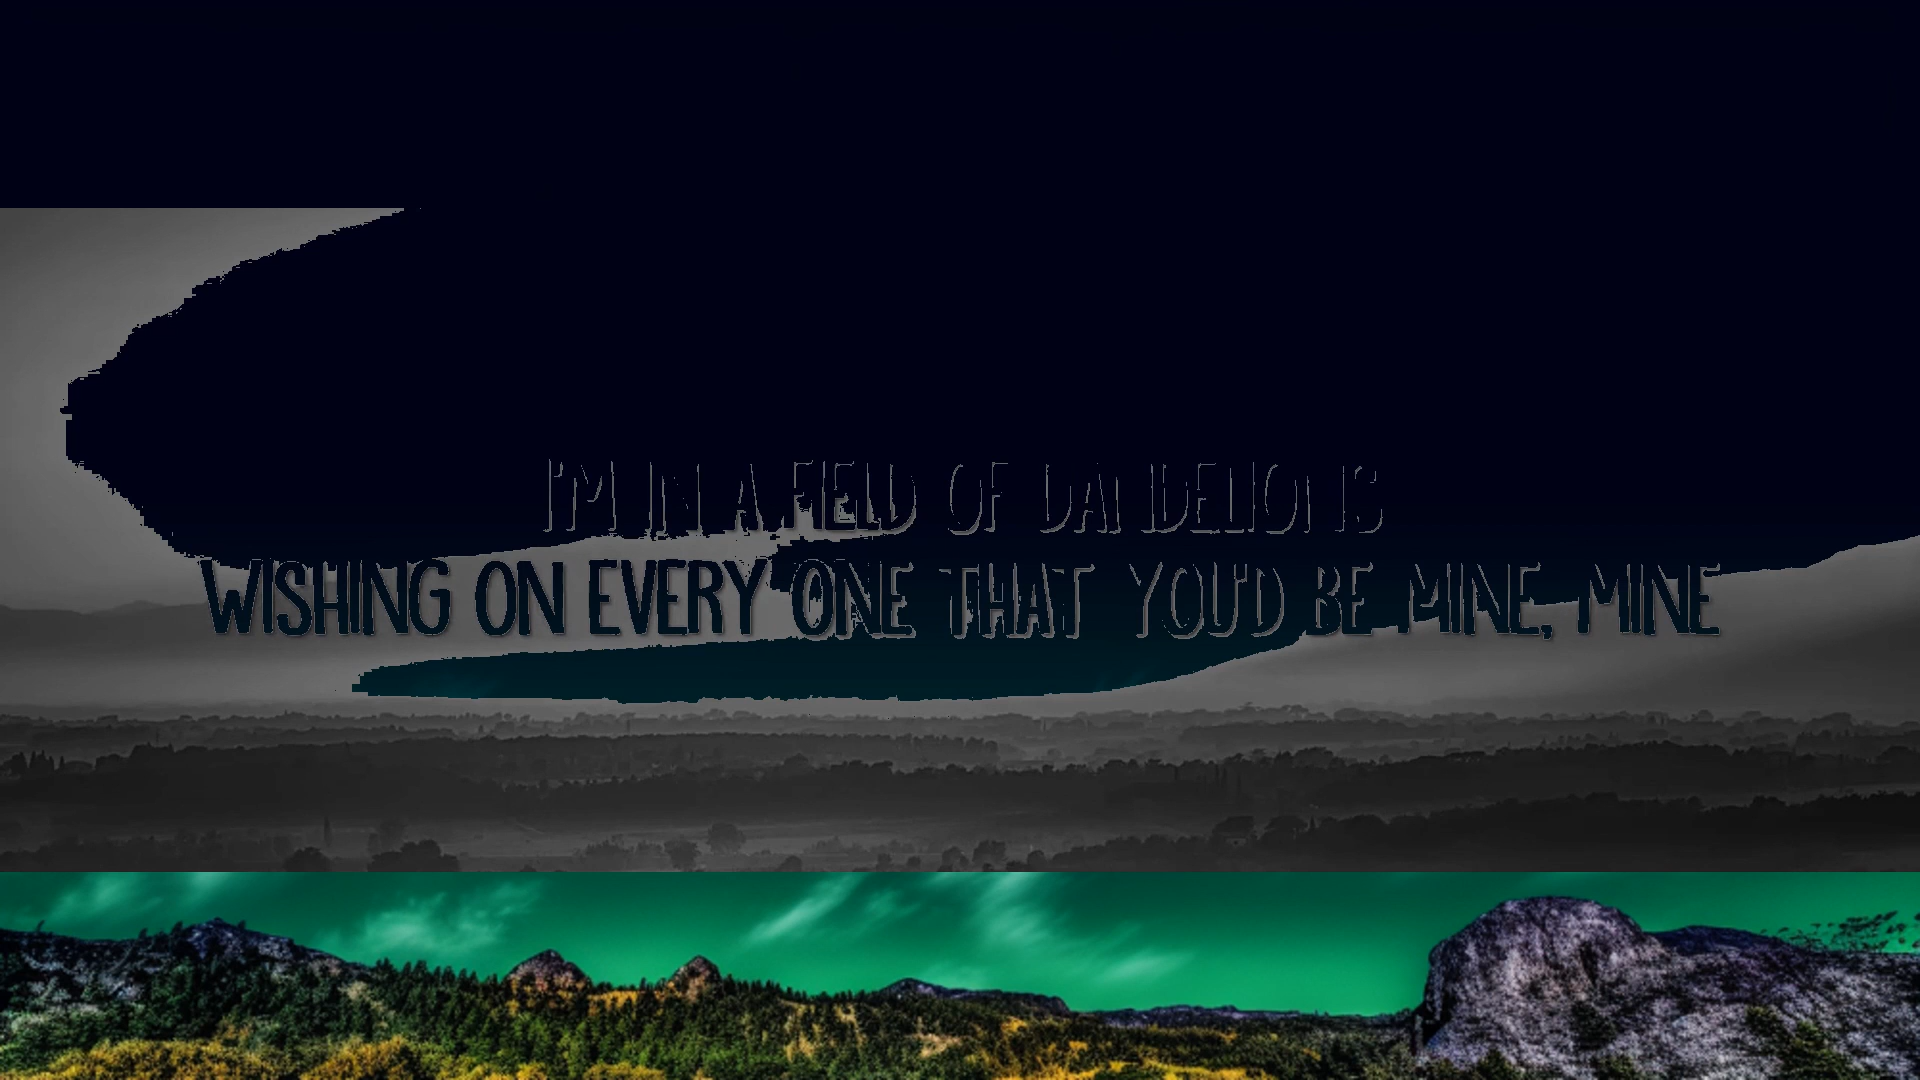 I'M IN A FIELD OF DANDELIONS
WISHING ON EVERY ONE THAT YOU'D BE MINE, MINE